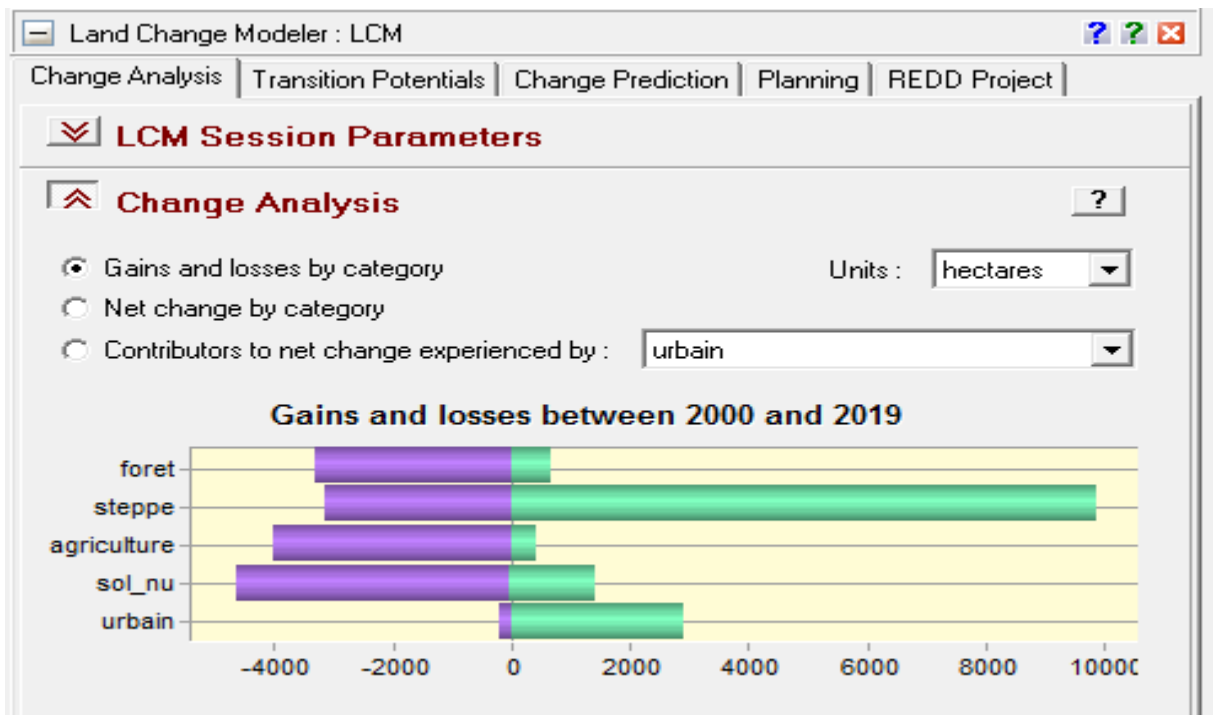 Land Change Modeler : LCM ? ?
Change Analysis Transition Potentials Change Prediction Planning REDD Project
LCM Session Parameters
Change Analysis ?
Gains and losses by category Units : hectares
Net change by category
Contributors to net change experienced by : urbain
Gains and losses between 2000 and 2019
foret
steppe
agriculture
sol_nu
urbain
-4000 -2000 0 2000 4000 6000 8000 10000